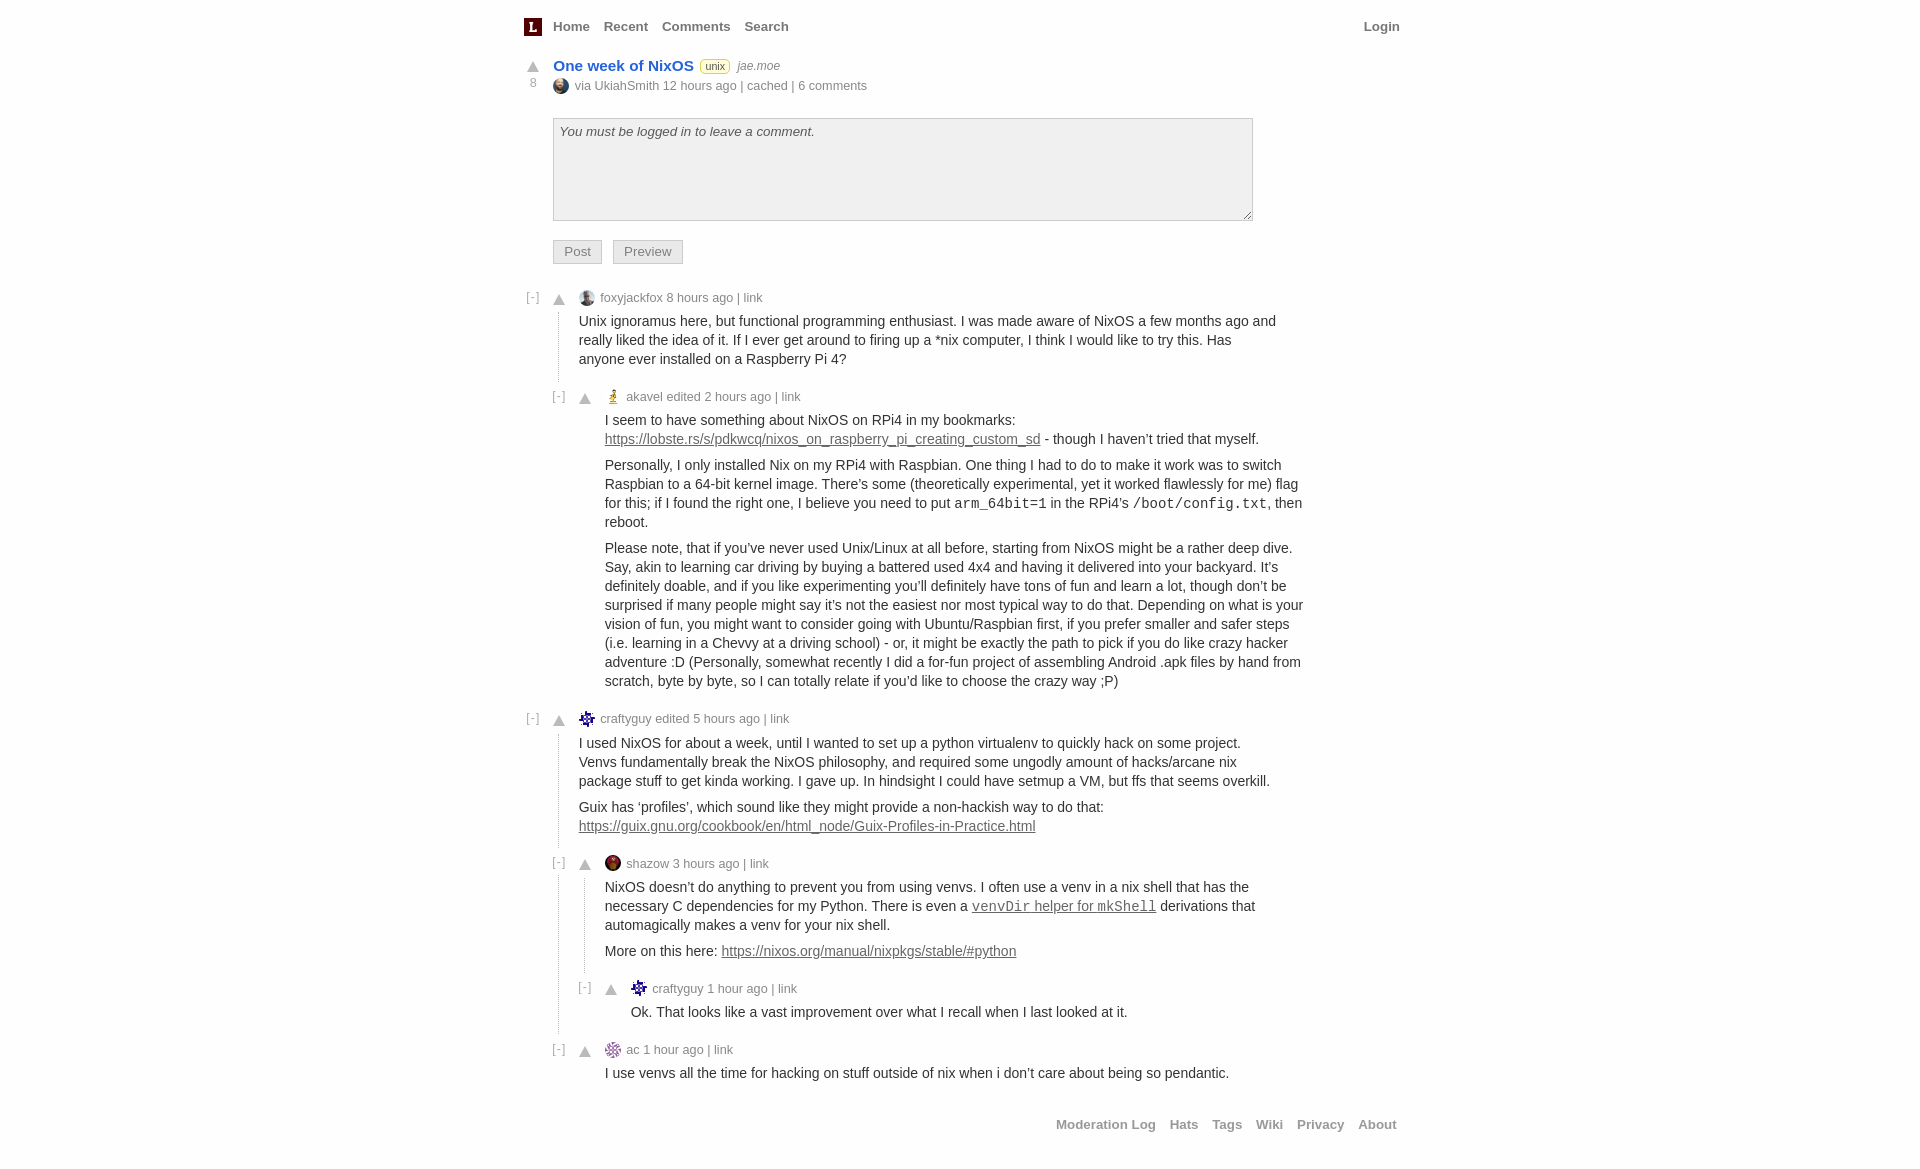 L Home Recent Comments Search Login
One week of NixOS unix jae.moe
8 via UkiahSmith 12 hours ago | cached | 6 comments
You must be logged in to leave a comment.
Post Preview
[-] foxyjackfox 8 hours ago | link
Unix ignoramus here, but functional programming enthusiast. I was made aware of NixOS a few months ago and
really liked the idea of it. If I ever get around to firing up a *nix computer, I think I would like to try this. Has
anyone ever installed on a Raspberry Pi 4?
[-] akavel edited 2 hours ago | link
I seem to have something about NixOS on RPi4 in my bookmarks:
https://lobste.rs/s/pdkwcq/nixos_on_raspberry_pi_creating_custom_sd - though I haven’t tried that myself.
Personally, I only installed Nix on my RPi4 with Raspbian. One thing I had to do to make it work was to switch
Raspbian to a 64-bit kernel image. There’s some (theoretically experimental, yet it worked flawlessly for me) flag
for this; if I found the right one, I believe you need to put arm_64bit=1 in the RPi4’s /boot/config.txt, then
reboot.
Please note, that if you’ve never used Unix/Linux at all before, starting from NixOS might be a rather deep dive.
Say, akin to learning car driving by buying a battered used 4x4 and having it delivered into your backyard. It’s
definitely doable, and if you like experimenting you’ll definitely have tons of fun and learn a lot, though don’t be
surprised if many people might say it’s not the easiest nor most typical way to do that. Depending on what is your
vision of fun, you might want to consider going with Ubuntu/Raspbian first, if you prefer smaller and safer steps
(i.e. learning in a Chevvy at a driving school) - or, it might be exactly the path to pick if you do like crazy hacker
adventure :D (Personally, somewhat recently I did a for-fun project of assembling Android .apk files by hand from
scratch, byte by byte, so I can totally relate if you’d like to choose the crazy way ;P)
[-] craftyguy edited 5 hours ago | link
I used NixOS for about a week, until I wanted to set up a python virtualenv to quickly hack on some project.
Venvs fundamentally break the NixOS philosophy, and required some ungodly amount of hacks/arcane nix
package stuff to get kinda working. I gave up. In hindsight I could have setmup a VM, but ffs that seems overkill.
Guix has ‘profiles’, which sound like they might provide a non-hackish way to do that:
https://guix.gnu.org/cookbook/en/html_node/Guix-Profiles-in-Practice.html
[-] shazow 3 hours ago | link
NixOS doesn’t do anything to prevent you from using venvs. I often use a venv in a nix shell that has the
necessary C dependencies for my Python. There is even a venvDir helper for mkShell derivations that
automagically makes a venv for your nix shell.
More on this here: https://nixos.org/manual/nixpkgs/stable/#python
[-] craftyguy 1 hour ago | link
Ok. That looks like a vast improvement over what I recall when I last looked at it.
[-] ac 1 hour ago | link
I use venvs all the time for hacking on stuff outside of nix when i don’t care about being so pendantic.
Moderation Log Hats Tags Wiki Privacy About